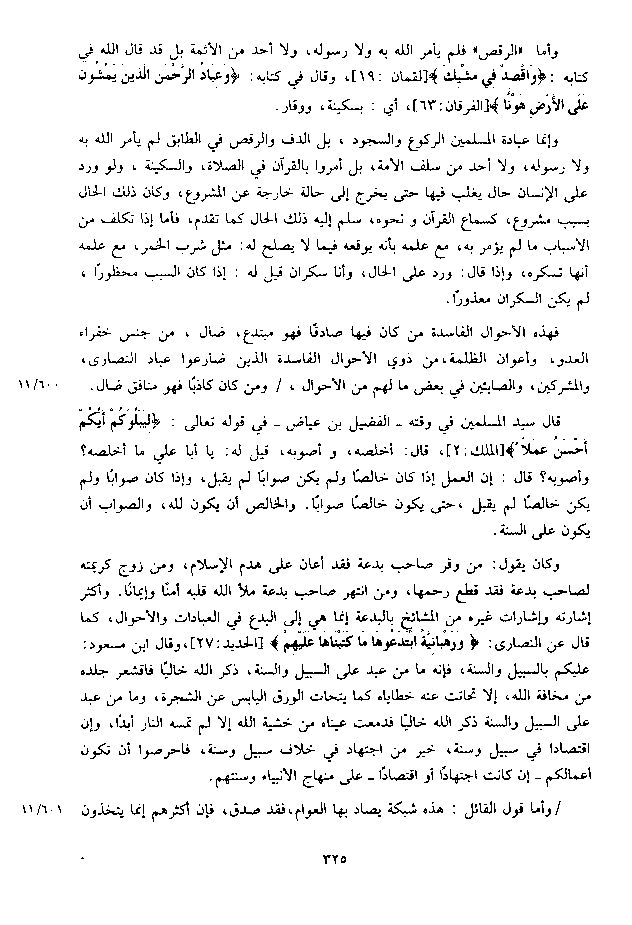 وأما «الرقص» فلم يأمر الله به ولا رسوله، ولا أحد من الأئمة بل قد قال الله في
كتابه : ﴿وَاقْصِدْ فِي مَشْيِكَ﴾[لقمان :١٩]، وقال في كتابه: ﴿وَعِبَادُ الرَّحْمَنِ الَّذِينَ يَمْشُونَ
عَلَى الأَرْضِ هَوْنًا﴾[الفرقان:٦٣]، أي : بسكينة، ووقار.
وإنما عبادة المسلمين الركوع والسجود ، بل الدف والرقص في الطابق لم يأمر الله به
ولا رسوله، ولا أحد من سلف الأمة، بل أمروا بالقرآن في الصلاة، والسكينة ، ولو ورد
على الإنسان حال يغلب فيها حتى يخرج إلى حالة خارجة عن المشروع، وكان ذلك الحال
بسبب مشروع، كسماع القرآن و نحوه، سلم إليه ذلك الحال كما تقدم، فأما إذا تكلف من
الأسباب ما لم يؤمر به، مع علمه بأنه يوقعه فيما لا يصلح له: مثل شرب الخمر، مع علمه
أنها تسكره، وإذا قال: ورد على الحال، وأنا سكران قيل له : إذا كان السبب محظورًا ،
لم يكن السكران معذورًا.
فهذه الأحوال الفاسدة من كان فيها صادقًا فهو مبتدع، ضال ، من جنس خفراء
العدو، وأعوان الظلمة،من ذوي الأحوال الفاسدة الذين ضارعوا عباد النصارى،
والمشركين، والصابئين في بعض ما لهم من الأحوال ، / ومن كان كاذبًا فهو منافق ضال. ١١/٦٠٠
قال سيد المسلمين في وقته ـ الفضيل بن عياض ـ في قوله تعالى : ﴿لِيَبْلُوَكُمْ أَيُّكُمْ
أَحْسَنُ عَمَلاً﴾[الملك:٢]، قال: أخلصه، و أصوبه، قيل له: يا أبا علي ما أخلصه؟
وأصوبه؟ قال : إن العمل إذا كان خالصًا ولم يكن صوابًا لم يقبل، وإذا كان صوابًا ولم
يكن خالصًا لم يقبل ،حتى يكون خالصًا صوابًا. والخالص أن يكون لله، والصواب أن
يكون على السنة.
وكان يقول: من وقر صاحب بدعة فقد أعان على هدم الإسلام، ومن زوج كريمته
لصاحب بدعة فقد قطع رحمها، ومن انتهر صاحب بدعة ملأ الله قلبه أمنًا وإيمانًا. وأكثر
إشارته وإشارات غيره من المشائخ بالبدعة إنما هي إلى البدع في العبادات والأحوال، كما
قال عن النصارى: ﴿وَرَهْبَانِيَّةً ابْتَدَعُوهَا مَا كَتَبْنَاهَا عَلَيْهِمْ﴾ [الحديد:٢٧]،وقال ابن مسعود:
عليكم بالسبيل والسنة، فإنه ما من عبد على السبيل والسنة، ذكر الله خاليًا فاقشعر جلده
من مخافة الله، إلا تحاتت عنه خطاياه كما يتحات الورق اليابس عن الشجرة، وما من عبد
على السبيل والسنة ذكر الله خاليًا فدمعت عيناه من خشية الله إلا لم تمسه النار أبدًا، وإن
اقتصادًا في سبيل وسنة، خير من اجتهاد في خلاف سبيل وسنة، فاحرصوا أن تكون
أعمالكم ـ إن كانت اجتهادًا أو اقتصادًا ـ على منهاج الأنبياء وسنتهم.
/ وأما قول القائل : هذه شبكة يصاد بها العوام،فقد صدق، فإن أكثرهم إنما يتخذون ١١/٦٠١
٣٢٥